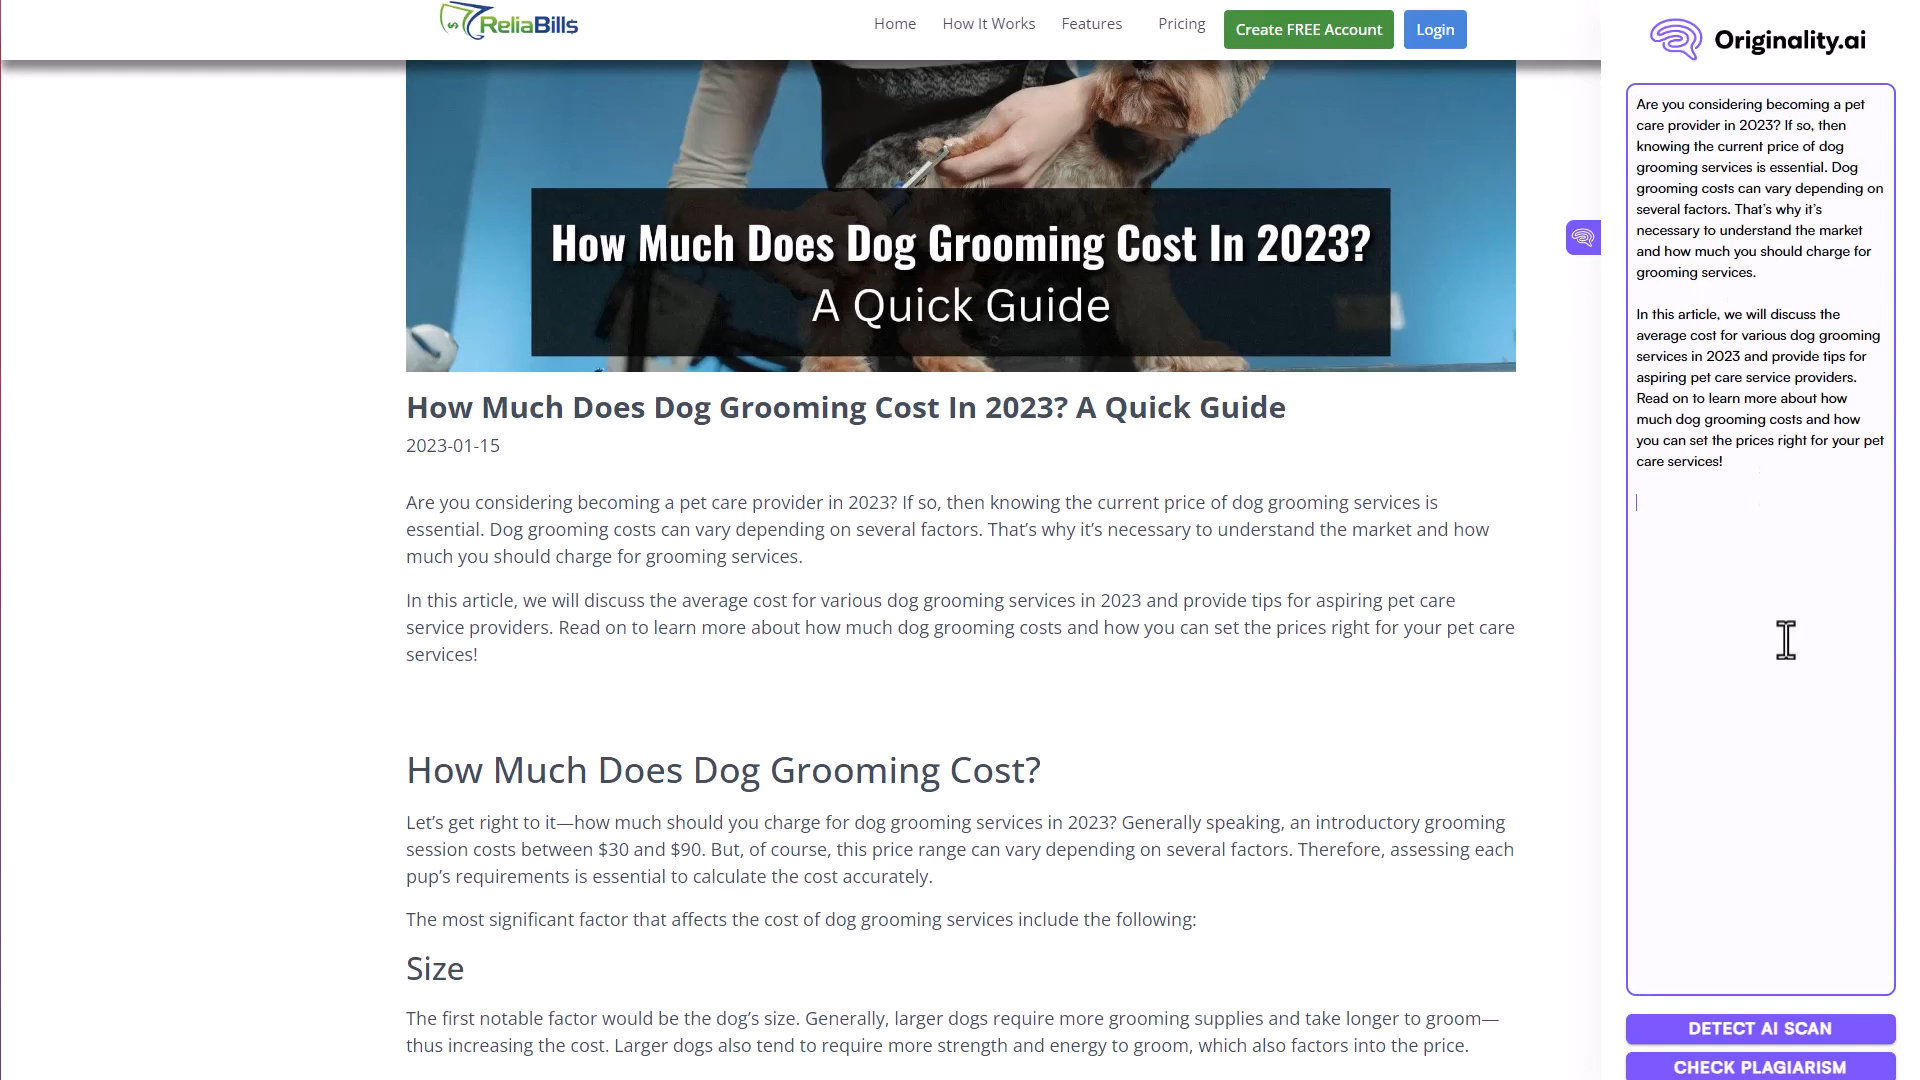 ReliaBills
Home How It Works Features Pricing Create FREE Account Login
Originality.ai
How Much Does Dog Grooming Cost In 2023?
A Quick Guide
How Much Does Dog Grooming Cost In 2023? A Quick Guide
2023-01-15
Are you considering becoming a pet care provider in 2023? If so, then knowing the current price of dog grooming services is
essential. Dog grooming costs can vary depending on several factors. That’s why it’s necessary to understand the market and how
much you should charge for grooming services.
In this article, we will discuss the average cost for various dog grooming services in 2023 and provide tips for aspiring pet care
service providers. Read on to learn more about how much dog grooming costs and how you can set the prices right for your pet care
services!
How Much Does Dog Grooming Cost?
Let’s get right to it—how much should you charge for dog grooming services in 2023? Generally speaking, an introductory grooming
session costs between $30 and $90. But, of course, this price range can vary depending on several factors. Therefore, assessing each
pup’s requirements is essential to calculate the cost accurately.
The most significant factor that affects the cost of dog grooming services include the following:
Size
The first notable factor would be the dog’s size. Generally, larger dogs require more grooming supplies and take longer to groom—
thus increasing the cost. Larger dogs also tend to require more strength and energy to groom, which also factors into the price.
Are you considering becoming a pet
care provider in 2023? If so, then
knowing the current price of dog
grooming services is essential. Dog
grooming costs can vary depending on
several factors. That’s why it’s
necessary to understand the market
and how much you should charge for
grooming services.
In this article, we will discuss the
average cost for various dog grooming
services in 2023 and provide tips for
aspiring pet care service providers.
Read on to learn more about how
much dog grooming costs and how
you can set the prices right for your pet
care services!
DETECT AI SCAN
CHECK PLAGIARISM